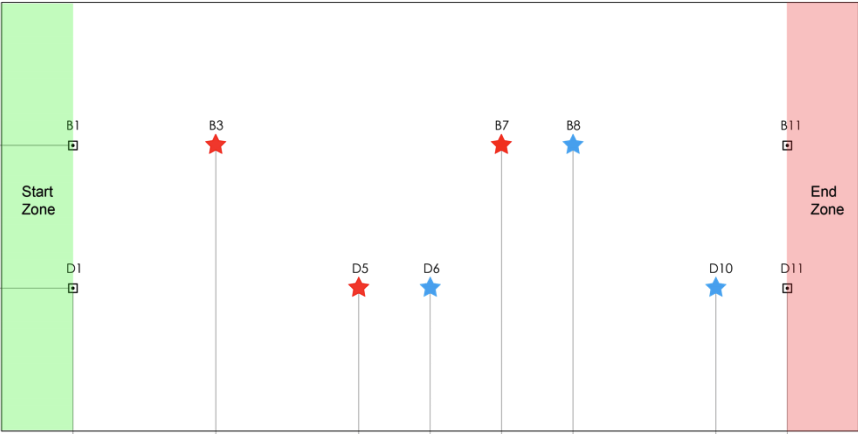 B1
B3
B7
B8
B11
Start
Zone
End
Zone
D1
D5
D6
D10
D11